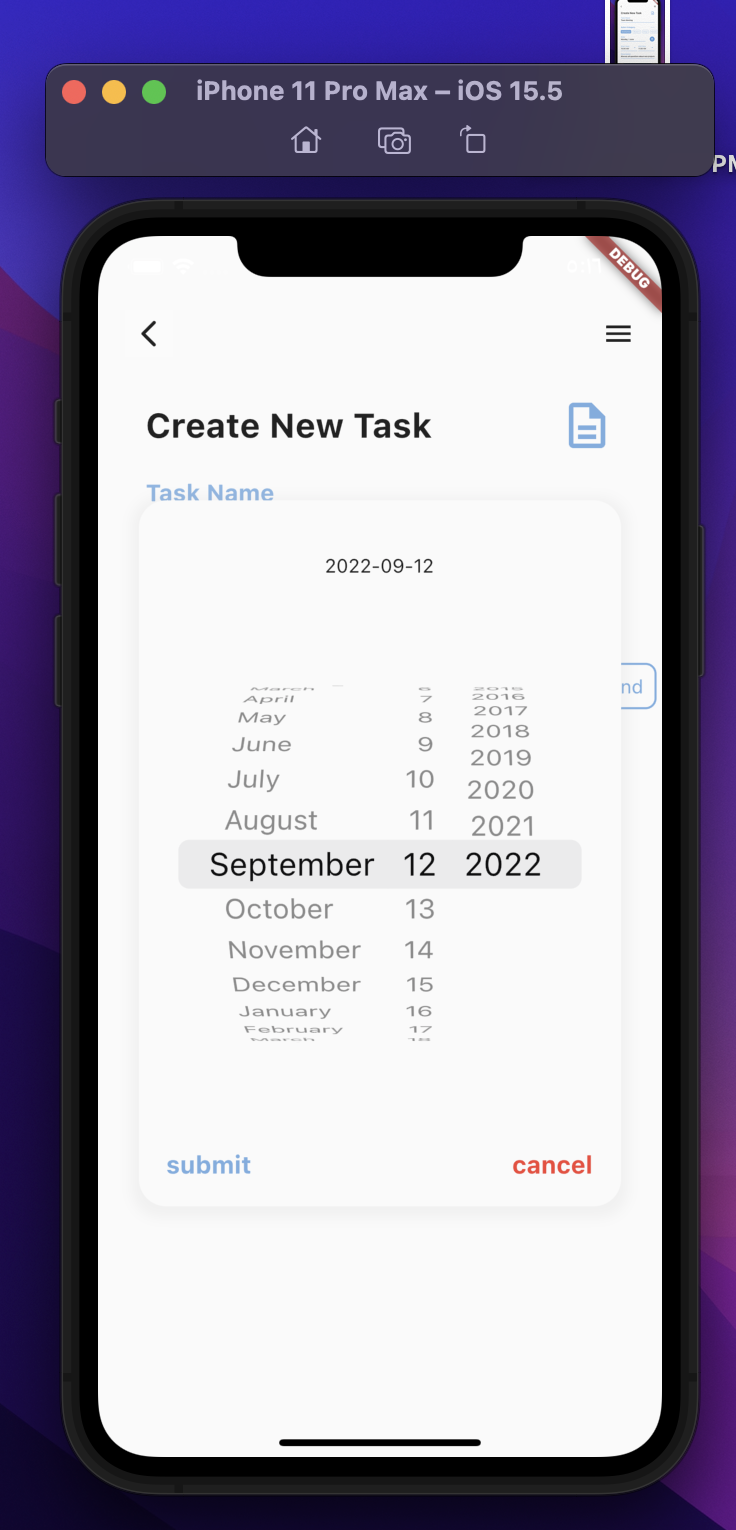 iPhone 11 Pro Max – iOS 15.5
PM
DEBUG
Create New Task
Task Name
2022-09-12
nd
March 6 2015
April 7 2016
May 8 2017
June 9 2018
July 10 2019
August 11 2020
2021
September 12 2022
October 13
November 14
December 15
January 16
February 17
March 18
submit cancel